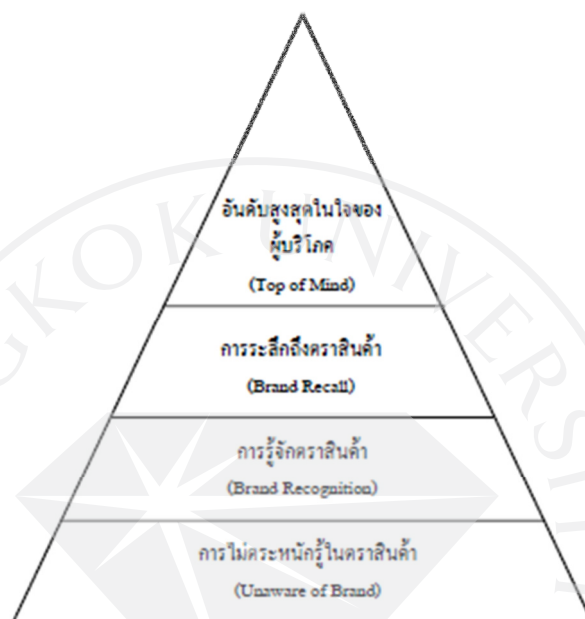 อันดับสูงสุดในใจของ
ผู้บริโภค
(Top of Mind)
การระลึกถึงตราสินค้า
(Brand Recall)
การรู้จักตราสินค้า
(Brand Recognition)
การไม่ตระหนักรู้ในตราสินค้า
(Unaware of Brand)